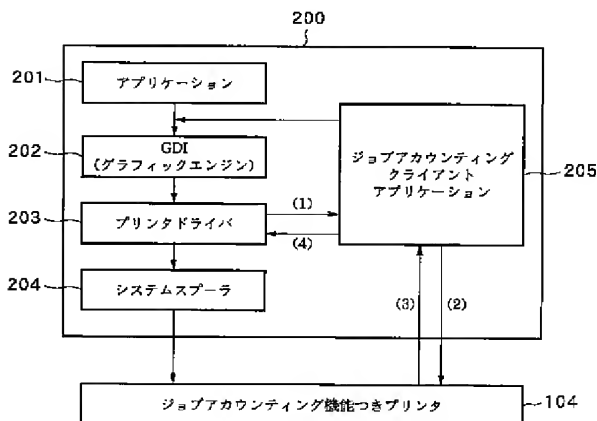 200
201
アプリケーション
202
GDI
(グラフィックエンジン)
ジョブアカウンティング
クライアント
アプリケーション
205
203
プリンタドライバ
(1)
(4)
204
システムスプーラ
(3)
(2)
ジョブアカウンティング機能つきプリンタ
104